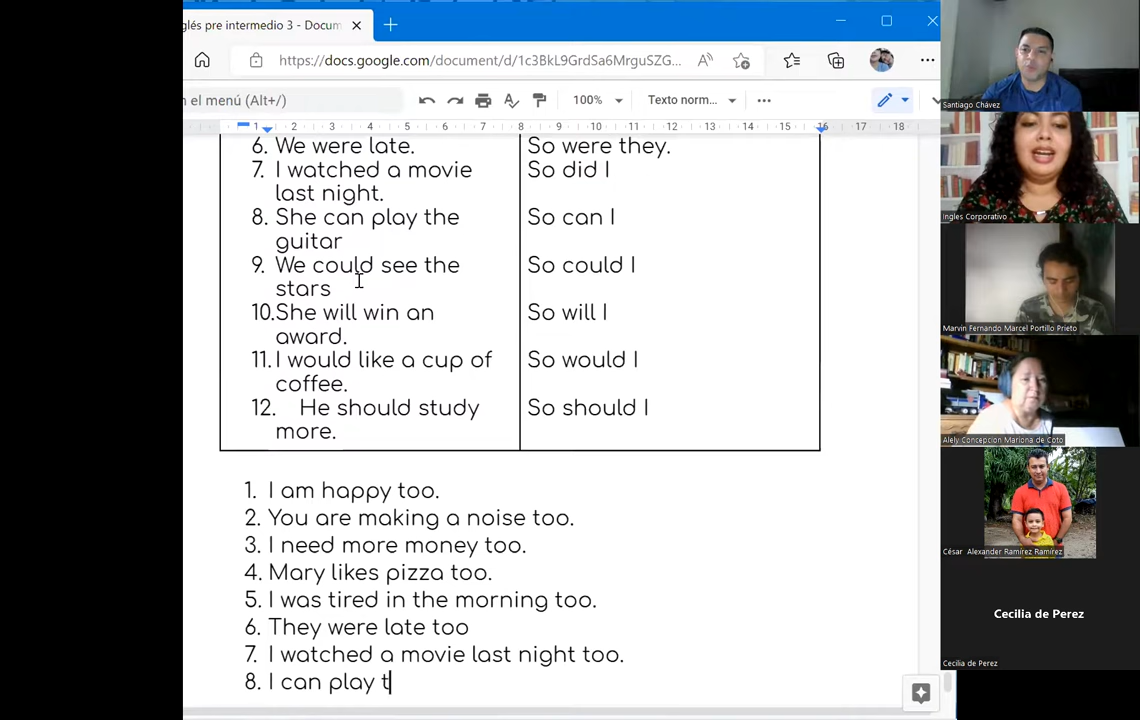 glés pre intermedio 3 - Docum
https://docs.google.com/document/d/1c3BkL9GrdSa6MrguSZG...
n el menú (Alt+/)
100%
Texto norm...
1 2 3 4 5 6 7 8 9 10 11 12 13 14 15 16 17 18
6. We were late. So were they.
7. I watched a movie So did I
last night.
8. She can play the So can I
guitar
9. We could see the So could I
stars
10.She will win an So will I
award.
11. I would like a cup of So would I
coffee.
12. He should study So should I
more.
1. I am happy too.
2. You are making a noise too.
3. I need more money too.
4. Mary likes pizza too.
5. I was tired in the morning too.
6. They were late too
7. I watched a movie last night too.
8. I can play t
Santiago Chávez
Ingles Corporativo
Marvin Fernando Marcel Portillo Prieto
Alely Concepcion Mariona de Coto
César Alexander Ramírez Ramírez
Cecilia de Perez
Cecilia de Perez